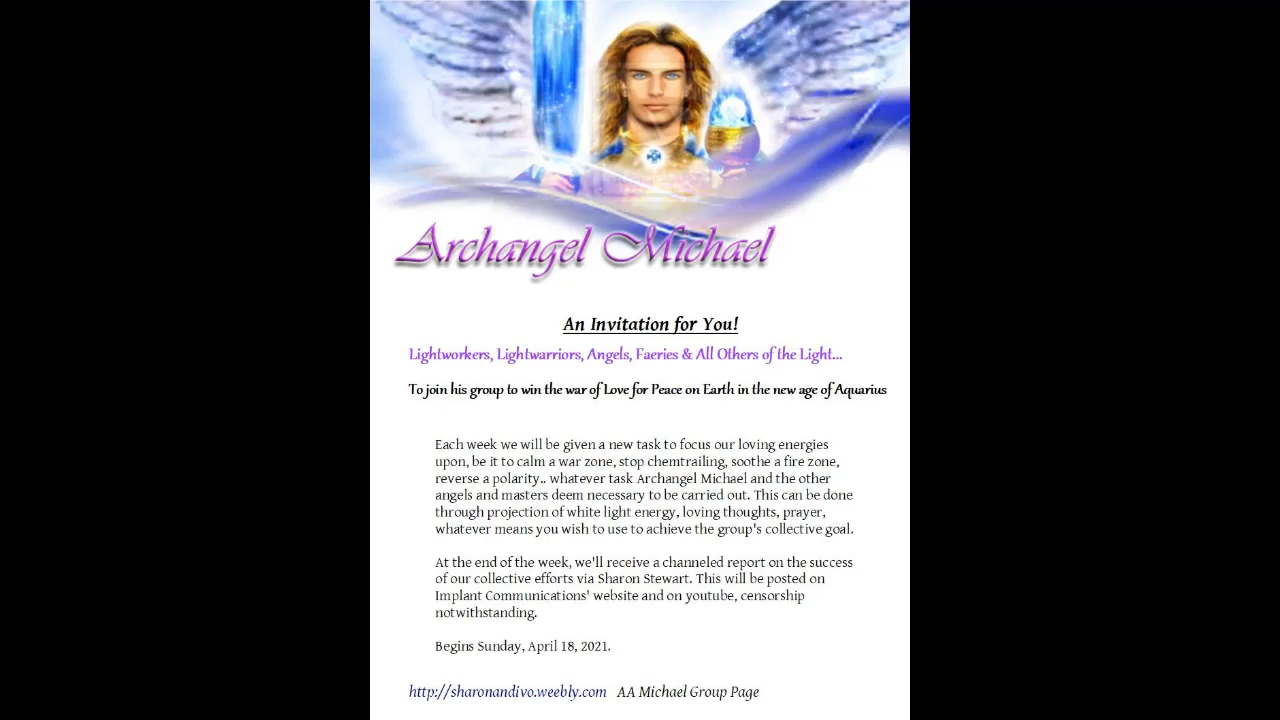 Archangel Michael
An Invitation for You!
Lightworkers, Lightwarriors, Angels, Faeries & All Others of the Light...
To join his group to win the war of Love for Peace on Earth in the new age of Aquarius
Each week we will be given a new task to focus our loving energies
upon, be it to calm a war zone, stop chemtrailing, soothe a fire zone,
reverse a polarity.. whatever task Archangel Michael and the other
angels and masters deem necessary to be carried out. This can be done
through projection of white light energy, loving thoughts, prayer,
whatever means you wish to use to achieve the group's collective goal.
At the end of the week, we'll receive a channeled report on the success
of our collective efforts via Sharon Stewart. This will be posted on
Implant Communications' website and on youtube, censorship
notwithstanding.
Begins Sunday, April 18, 2021.
http://sharonandivo.weebly.com AA Michael Group Page